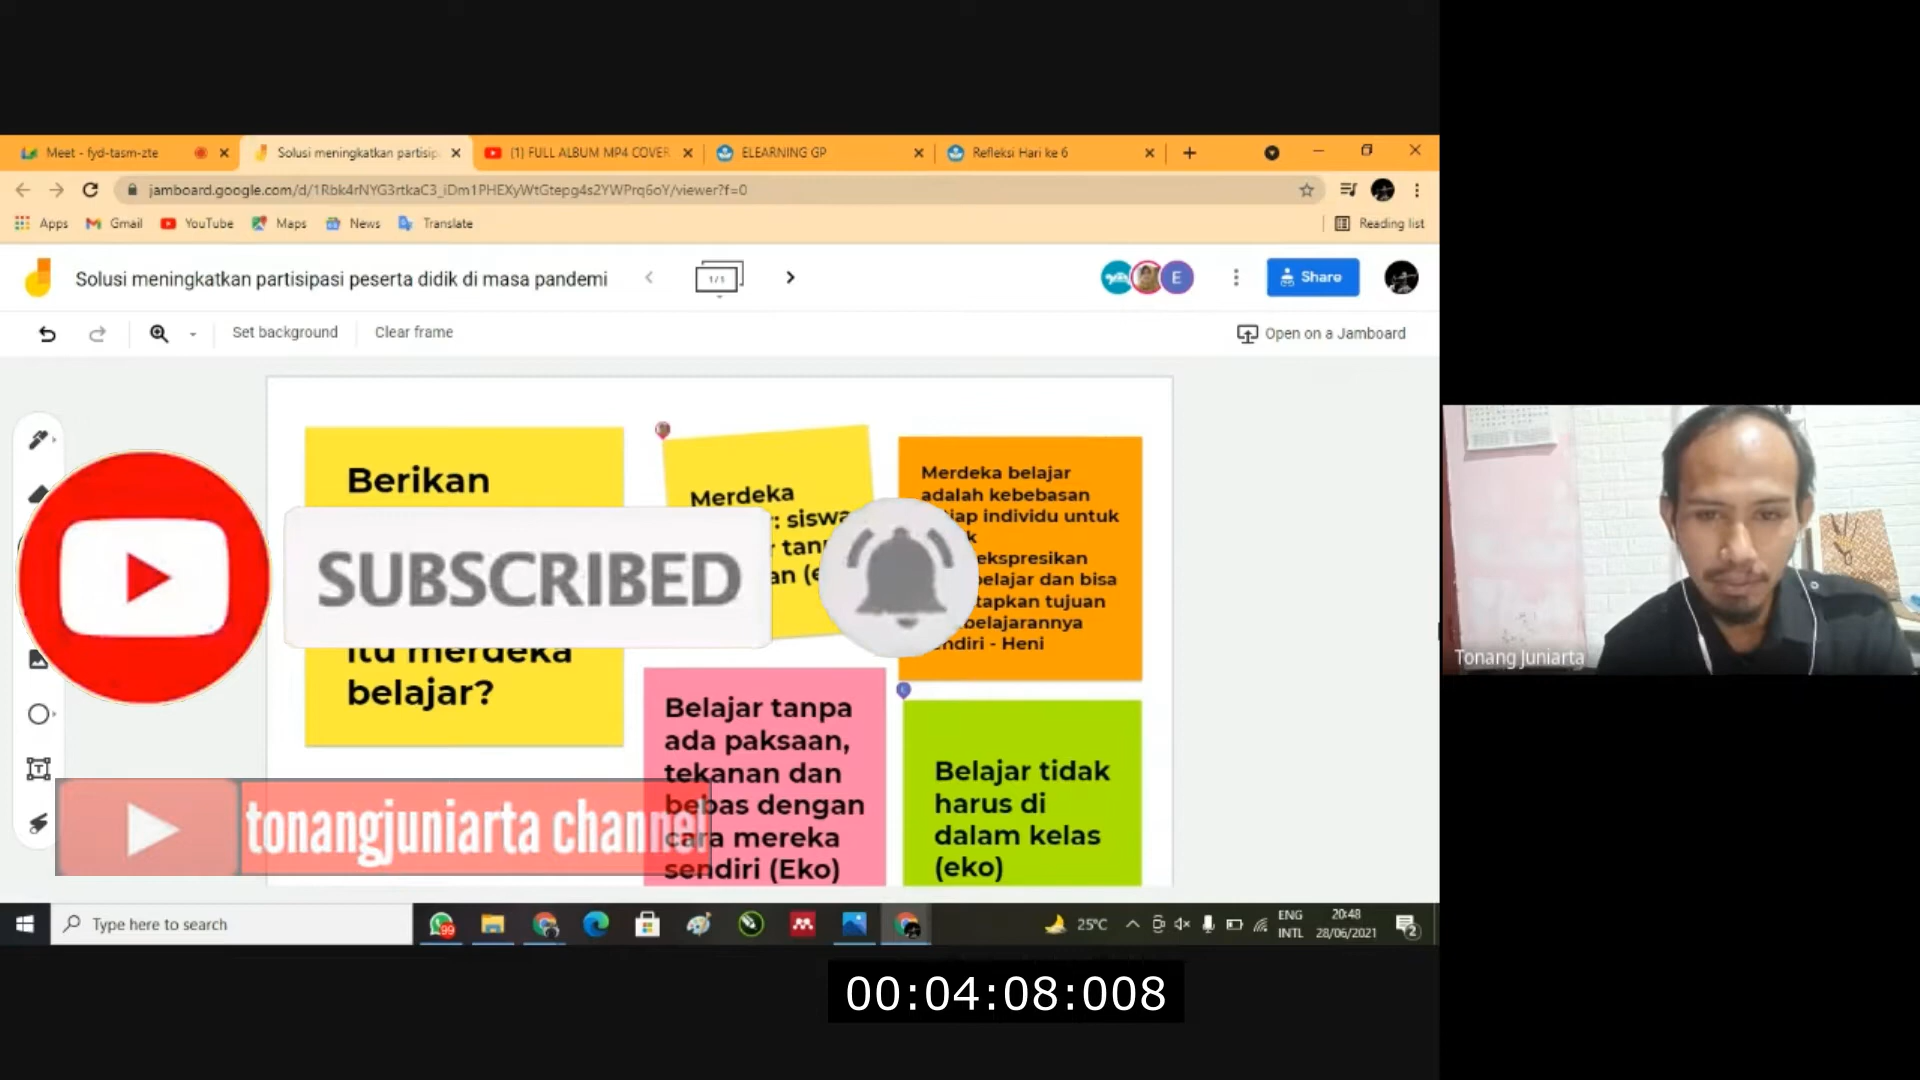 Meet - fyd-tasm-zte
Solusi meningkatkan partisip
(1) FULL ALBUM MP4 COVER
ELEARNING GP
Refleksi Hari ke 6
jamboard.google.com/d/1Rbk4rNYG3rtkaC3_iDm1PHEXyWtGtepg4s2YWPrq6oY/viewer?f=0
Apps
Gmail
YouTube
Maps
News
Translate
Reading list
Solusi meningkatkan partisipasi peserta didik di masa pandemi
1/1
E
Share
Set background
Clear frame
Open on a Jamboard
Berikan
itu merdeka
belajar?
Merdeka
: siswa
Merdeka belajar
adalah kebebasan
individu untuk
belajar dan bisa
tujuan
- Heni
SUBSCRIBED
Belajar tanpa
ada paksaan,
tekanan dan
bebas dengan
cara mereka
sendiri (Eko)
Belajar tidak
harus di
dalam kelas
(eko)
tonangjuniarta channel
Tonang Juniarta
Type here to search
99
25°C
ENG
INTL
20:48
28/06/2021
2
00:04:08:008